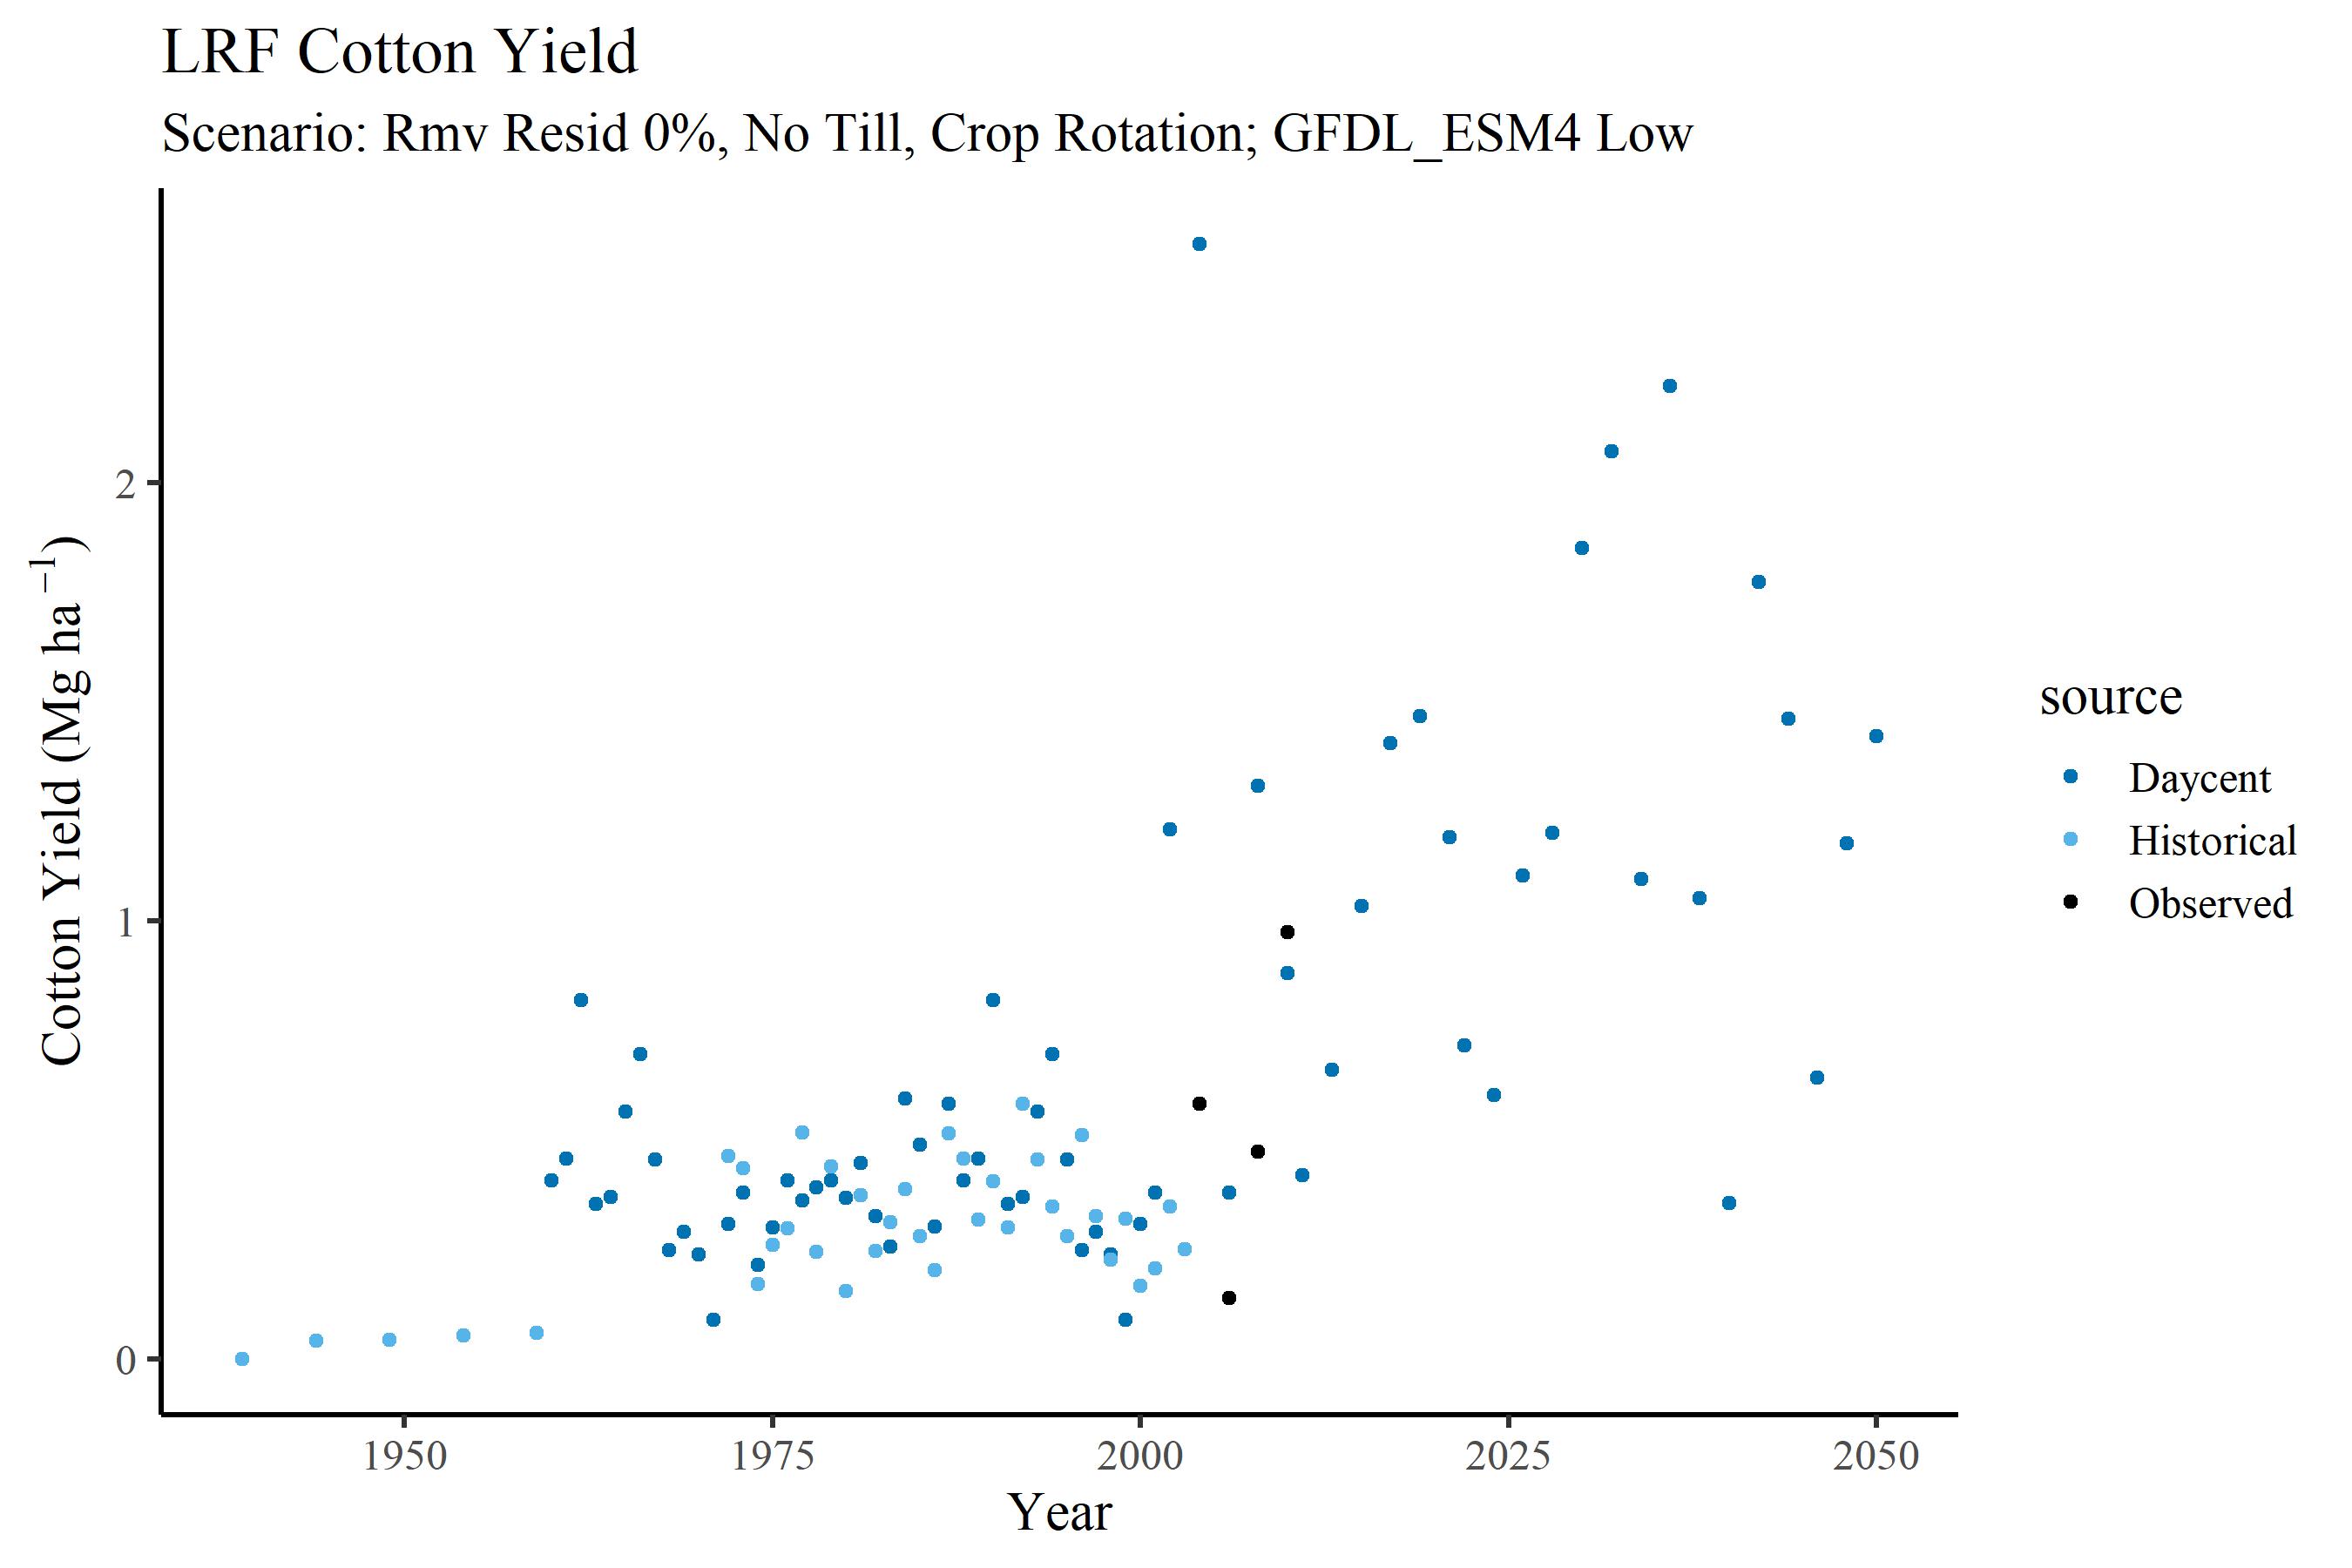 LRF Cotton Yield
Scenario: Rmv Resid 0%, No Till, Crop Rotation; GFDL_ESM4 Low
Cotton Yield (Mg ha⁻¹)
2
1
0
1950
1975
2000
2025
2050
Year
source
Daycent
Historical
Observed